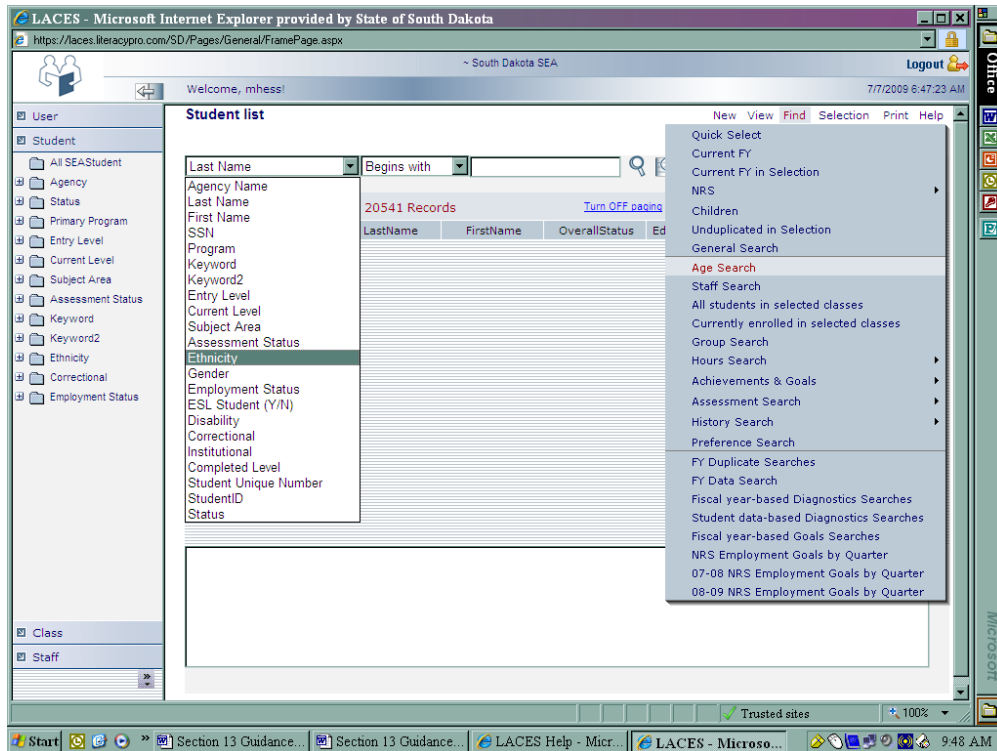 LACES - Microsoft Internet Explorer provided by State of South Dakota
https://laces.literacypro.com/SD/Pages/General/FramePage.aspx
~ South Dakota SEA
Logout
Welcome, mhess!
7/7/2009 6:47:23 AM
User
Student
All SEAStudent
Agency
Status
Primary Program
Entry Level
Current Level
Subject Area
Assessment Status
Keyword
Keyword2
Ethnicity
Correctional
Employment Status
Class
Staff
Student list
New View Find Selection Print Help
Last Name Begins with
Agency Name
Last Name
First Name
SSN
Program
Keyword
Keyword2
Entry Level
Current Level
Subject Area
Assessment Status
Ethnicity
Gender
Employment Status
ESL Student (Y/N)
Disability
Correctional
Institutional
Completed Level
Student Unique Number
StudentID
Status
20541 Records Turn OFF paging
LastName FirstName OverallStatus Ed
Quick Select
Current FY
Current FY in Selection
NRS
Children
Unduplicated in Selection
General Search
Age Search
Staff Search
All students in selected classes
Currently enrolled in selected classes
Group Search
Hours Search
Achievements & Goals
Assessment Search
History Search
Preference Search
FY Duplicate Searches
FY Data Search
Fiscal year-based Diagnostics Searches
Student data-based Diagnostics Searches
Fiscal year-based Goals Searches
NRS Employment Goals by Quarter
07-08 NRS Employment Goals by Quarter
08-09 NRS Employment Goals by Quarter
Office
Microsoft
Trusted sites 100%
Start Section 13 Guidance... Section 13 Guidance... LACES Help - Micr... LACES - Microso... 9:48 AM